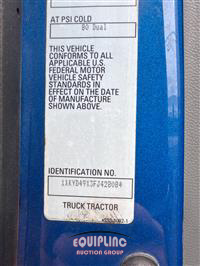 AT PSI COLD
80 Dual
THIS VEHICLE
CONFORMS TO ALL
APPLICABLE U.S.
FEDERAL MOTOR
VEHICLE SAFETY
STANDARDS IN
EFFECT ON THE DATE
OF MANUFACTURE
SHOWN ABOVE.
IDENTIFICATION NO.
TRUCK TRACTOR
EQUIPLINC
AUCTION GROUP